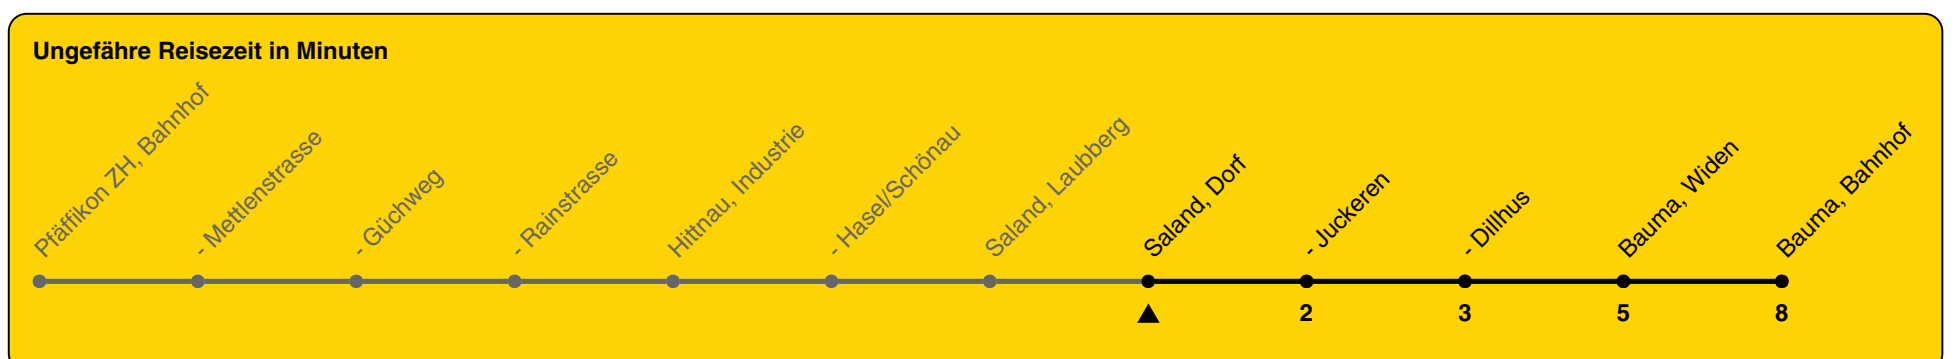 Ungefähre Reisezeit in Minuten
Pfäffikon ZH, Bahnhof
- Mettlenstrasse
- Güchweg
- Rainstrasse
Hittnau, Industrie
- Hasel/Schönau
Saland, Laubberg
Saland, Dorf
- Juckeren
- Dillhus
Bauma, Widen
Bauma, Bahnhof
2 3 5 8